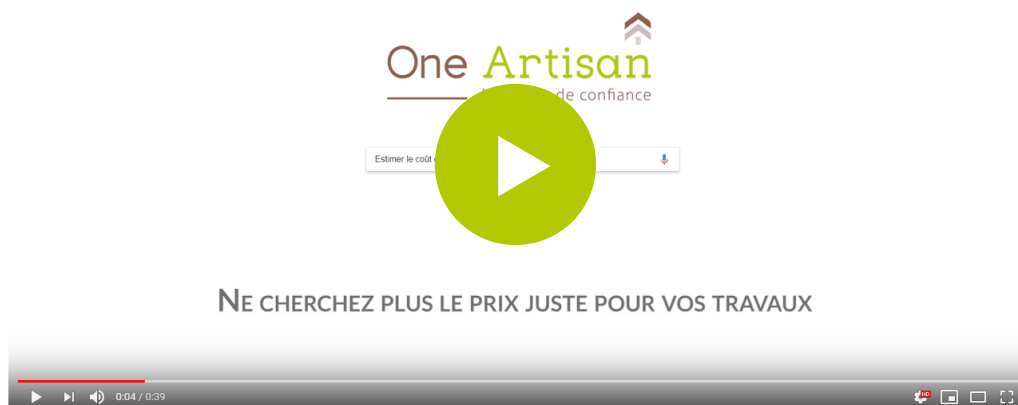 One Artisan
de confiance
Estimer le coût
NE CHERCHEZ PLUS LE PRIX JUSTE POUR VOS TRAVAUX
0:04 / 0:39
HD